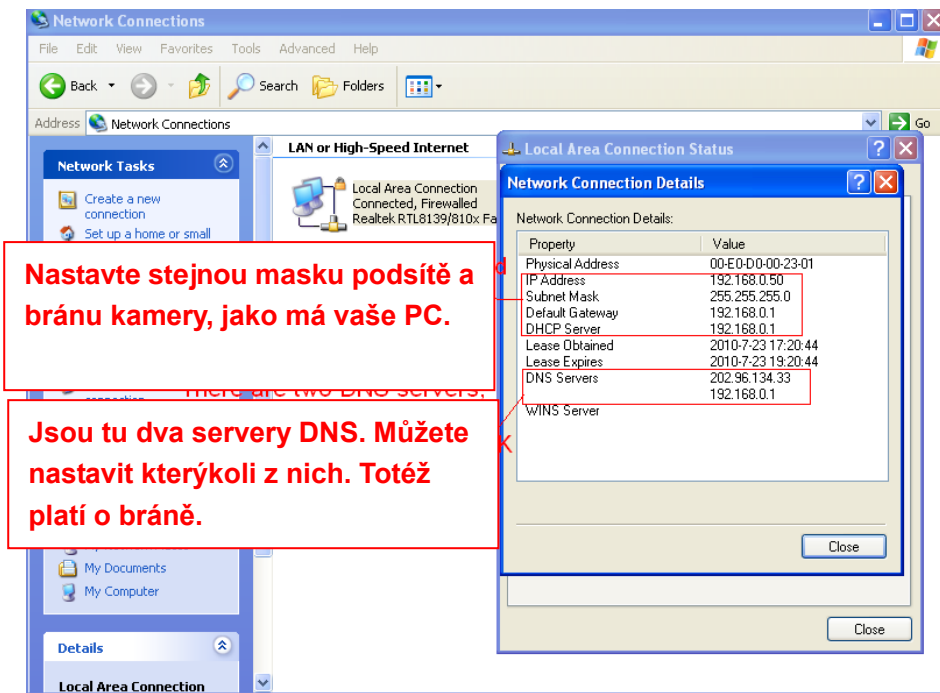 Network Connections
File Edit View Favorites Tools Advanced Help
Back Search Folders
Address Network Connections Go
Network Tasks
Create a new
connection
Set up a home or small
LAN or High-Speed Internet
Local Area Connection
Connected, Firewalled
Realtek RTL8139/810x Fa
Nastavte stejnou masku podsítě a
bránu kamery, jako má vaše PC.
connection
There are two DNS servers,
Jsou tu dva servery DNS. Můžete
nastavit kterýkoli z nich. Totéž
platí o bráně.
My Documents
My Computer
Details
Local Area Connection
Local Area Connection Status
Network Connection Details
Network Connection Details:
Property Value
Physical Address 00-E0-D0-00-23-01
IP Address 192.168.0.50
Subnet Mask 255.255.255.0
Default Gateway 192.168.0.1
DHCP Server 192.168.0.1
Lease Obtained 2010-7-23 17:20:44
Lease Expires 2010-7-23 19:20:44
DNS Servers 202.96.134.33
192.168.0.1
WINS Server
Close
Close